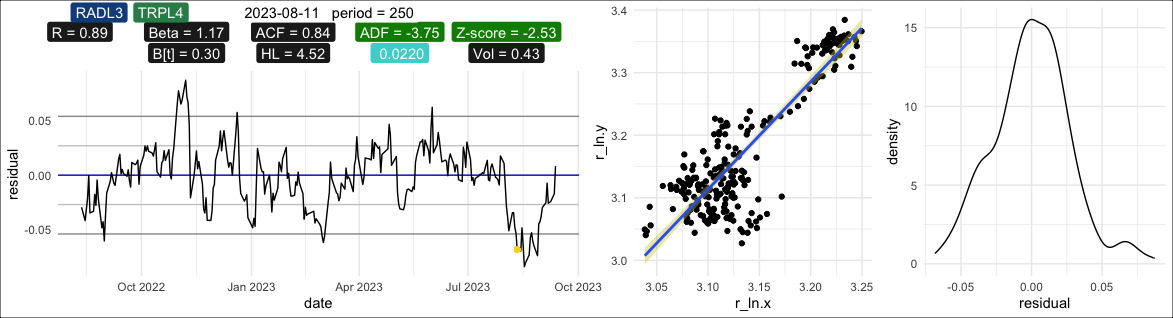 RADL3 TRPL4 2023-08-11 period = 250
R = 0.89 Beta = 1.17 ACF = 0.84 ADF = -3.75 Z-score = -2.53
B[t] = 0.30 HL = 4.52 0.0220 Vol = 0.43
residual
0.05
0.00
-0.05
Oct 2022 Jan 2023 Apr 2023 Jul 2023 Oct 2023
date
r_ln.y
3.4
3.3
3.2
3.1
3.0
3.05 3.10 3.15 3.20 3.25
r_ln.x
density
15
10
5
0
-0.05 0.00 0.05
residual